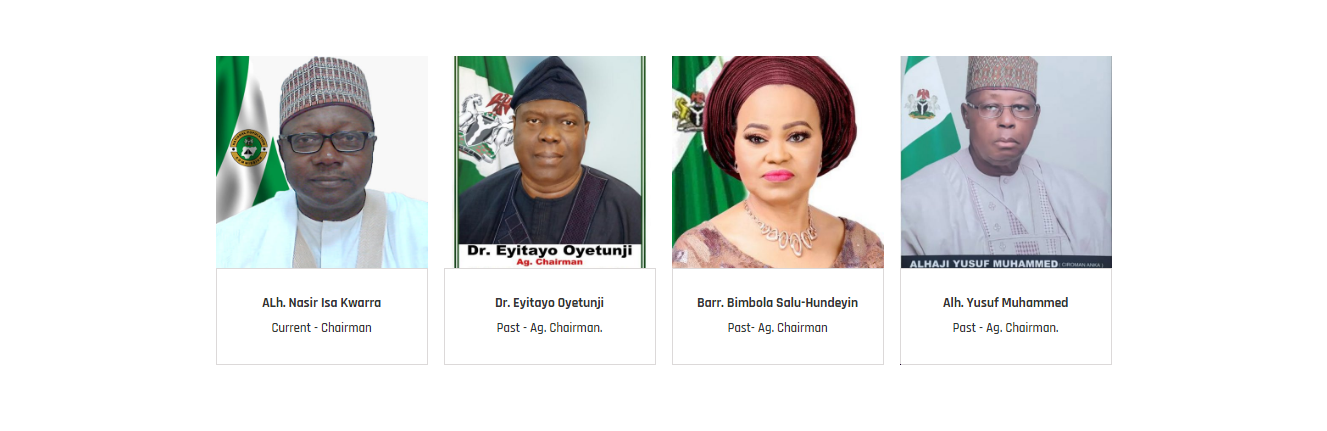 Dr. Eyitayo Oyetunji
Ag. Chairman
ALHAJI YUSUF MUHAMMED ( CIROMAN ANKA )
ALh. Nasir Isa Kwarra
Current - Chairman
Dr. Eyitayo Oyetunji
Past - Ag. Chairman.
Barr. Bimbola Salu-Hundeyin
Past- Ag. Chairman
Alh. Yusuf Muhammed
Past - Ag. Chairman.